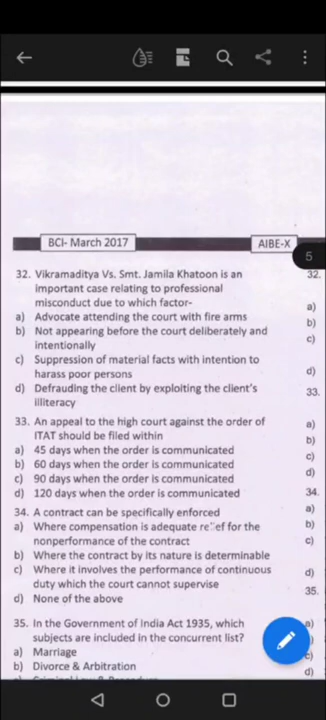 BCI- March 2017
AIBE-X
5
32. Vikramaditya Vs. Smt. Jamila Khatoon is an
important case relating to professional
misconduct due to which factor-
a) Advocate attending the court with fire arms
b) Not appearing before the court deliberately and
intentionally
c) Suppression of material facts with intention to
harass poor persons
d) Defrauding the client by exploiting the client's
illiteracy
33. An appeal to the high court against the order of
ITAT should be filed within
a) 45 days when the order is communicated
b) 60 days when the order is communicated
c) 90 days when the order is communicated
d) 120 days when the order is communicated
34. A contract can be specifically enforced
a) Where compensation is adequate relief for the
nonperformance of the contract
b) Where the contract by its nature is determinable
c) Where it involves the performance of continuous
duty which the court cannot supervise
d) None of the above
35. In the Government of India Act 1935, which
subjects are included in the concurrent list?
a) Marriage
b) Divorce & Arbitration
32.
a)
b)
c)
d)
33.
a)
b)
c)
d)
34.
a)
b)
c)
d)
35.
a)
c)
d)